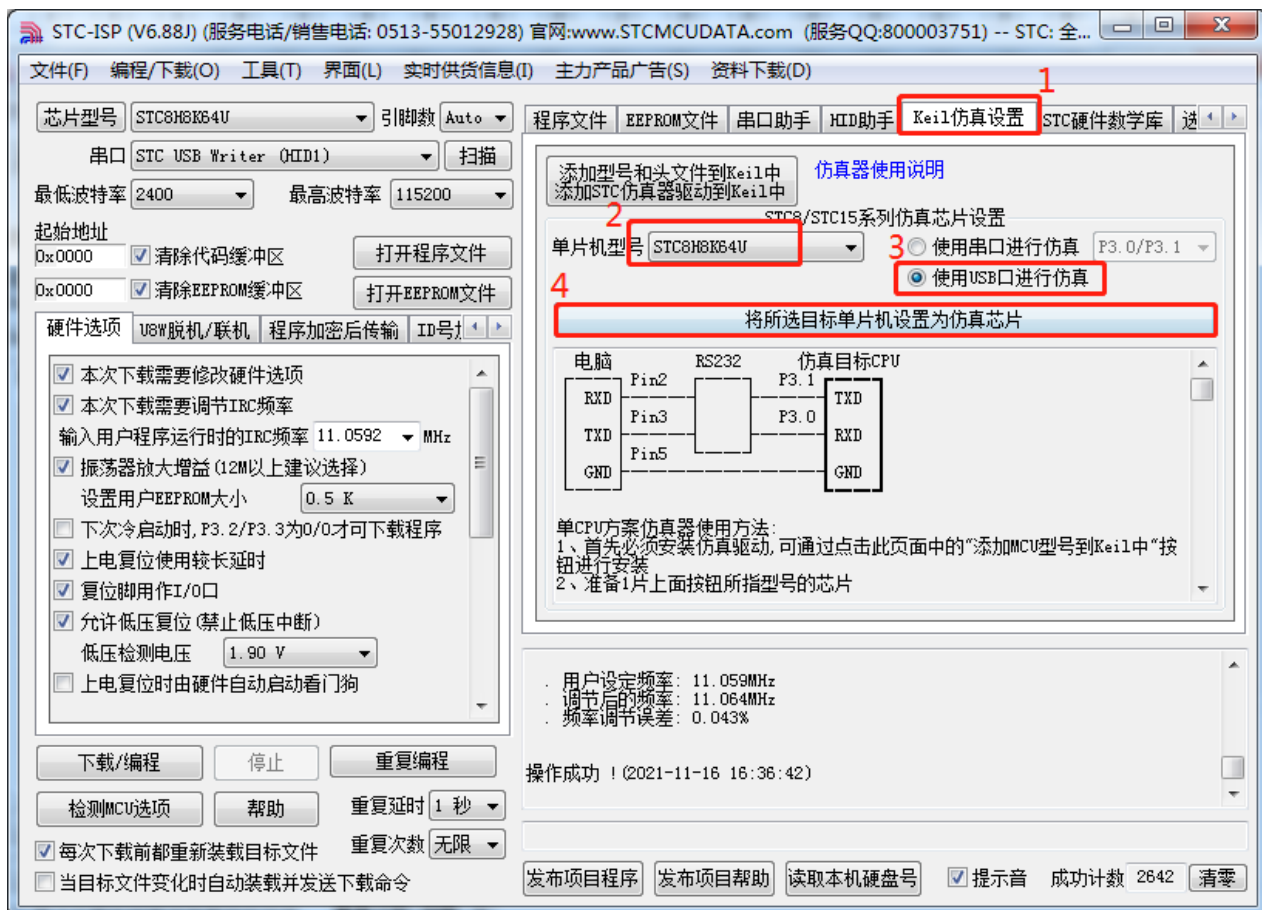 STC-ISP (V6.88J) (服务电话/销售电话: 0513-55012928) 官网:www.STCMCUDATA.com (服务QQ:800003751) -- STC: 全...
文件(F) 编程/下载(O) 工具(T) 界面(L) 实时供货信息(I) 主力产品广告(S) 资料下载(D)
1
芯片型号 STC8H8K64U 引脚数 Auto
串口 STC USB Writer (HID1) 扫描
最低波特率 2400 最高波特率 115200
起始地址
0x0000 清除代码缓冲区 打开程序文件
0x0000 清除EEPROM缓冲区 打开EEPROM文件
硬件选项 U8W脱机/联机 程序加密后传输
本次下载需要修改硬件选项
本次下载需要调节IRC频率
输入用户程序运行时的IRC频率 11.0592 MHz
振荡器放大增益(12M以上建议选择)
设置用户EEPROM大小 0.5 K
下次冷启动时,P3.2/P3.3为0/0才可下载程序
上电复位使用较长延时
复位脚用作I/O口
允许低压复位(禁止低压中断)
低压检测电压 1.90 V
上电复位时由硬件自动启动看门狗
下载/编程 停止 重复编程
检测MCU选项 帮助 重复延时 1 秒
每次下载前都重新装载目标文件 重复次数 无限
当目标文件变化时自动装载并发送下载命令
程序文件 EEPROM文件 串口助手 HID助手 Keil仿真设置 STC硬件数学库
添加型号和头文件到Keil中
添加STC仿真器驱动到Keil中
仿真器使用说明
STC8/STC15系列仿真芯片设置
2
单片机型号 STC8H8K64U 3 使用串口进行仿真 P3.0/P3.1
使用USB口进行仿真
4
将所选目标单片机设置为仿真芯片
电脑 RS232 仿真目标CPU
Pin2 P3.1
RXD TXD
Pin3 P3.0
TXD RXD
Pin5
GND GND
单CPU方案仿真器使用方法:
1、首先必须安装仿真驱动,可通过点击此页面中的"添加MCU型号到Keil中"按
钮进行安装
2、准备1片上面按钮所指型号的芯片
. 用户设定频率: 11.059MHz
. 调节后的频率: 11.064MHz
. 频率调节误差: 0.043%
操作成功 !(2021-11-16 16:36:42)
发布项目程序 发布项目帮助 读取本机硬盘号 提示音 成功计数 2642 清零